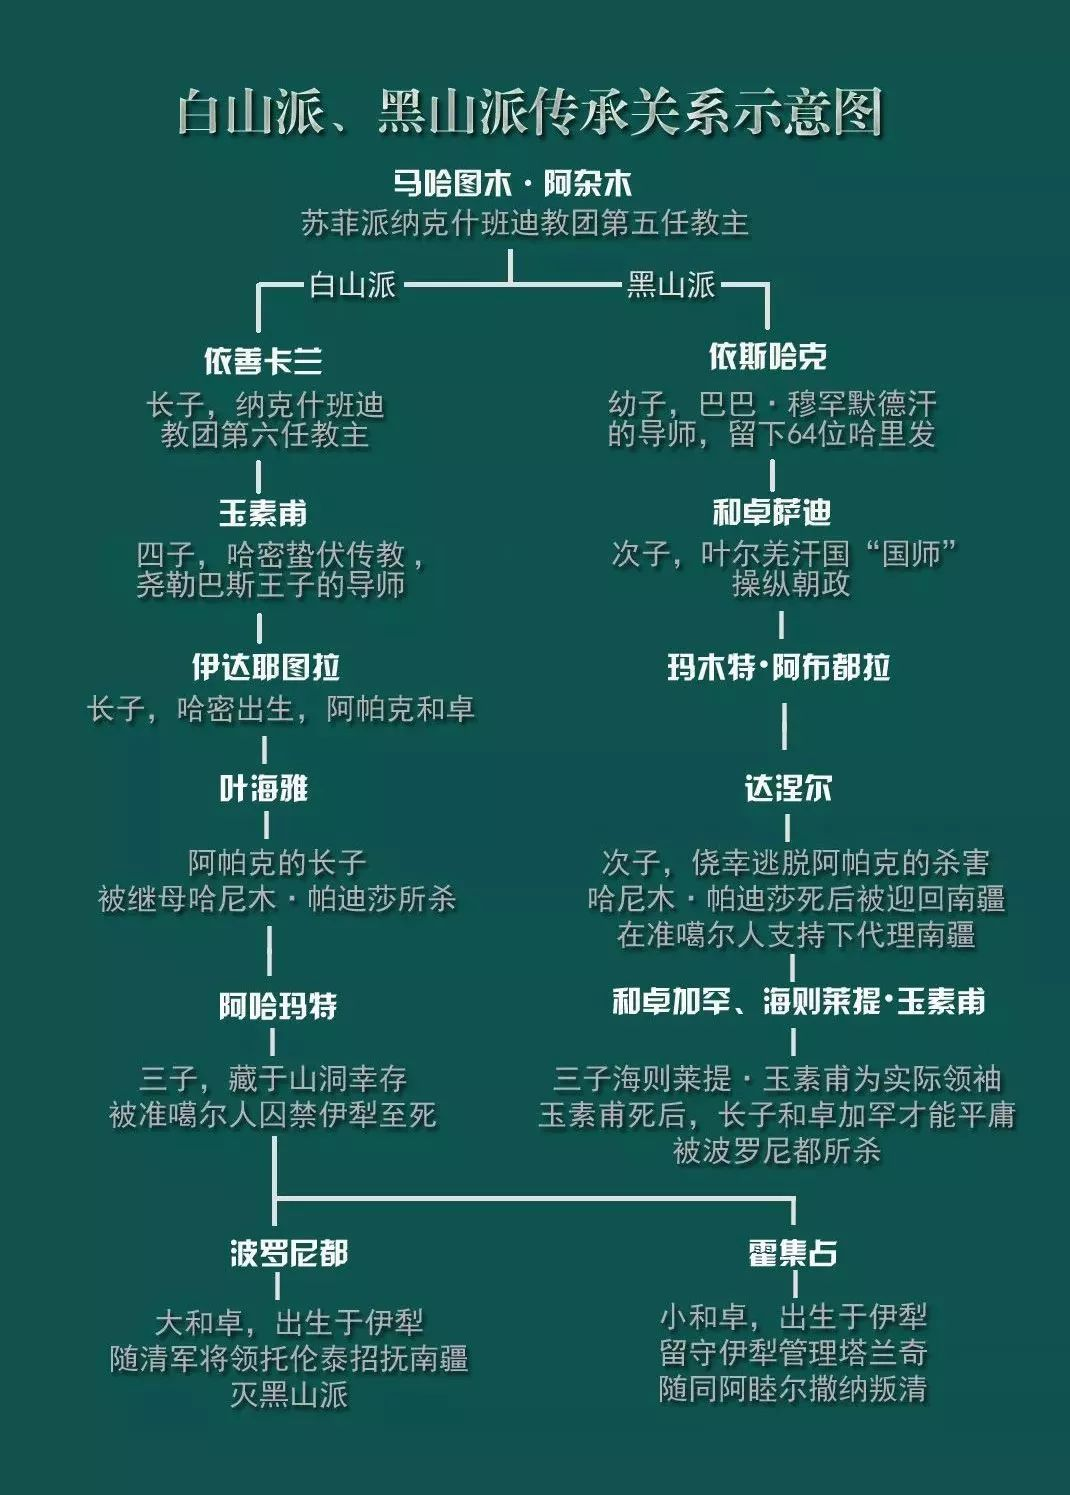 白山派、黑山派传承关系示意图
马哈图木·阿杂木
苏菲派纳克什班迪教团第五任教主
白山派
黑山派
依善卡兰
长子，纳克什班迪
教团第六任教主
依斯哈克
幼子，巴巴·穆罕默德汗
的导师，留下64位哈里发
玉素甫
四子，哈密蛰伏传教，
尧勒巴斯王子的导师
和卓萨迪
次子，叶尔羌汗国“国师”
操纵朝政
伊达耶图拉
长子，哈密出生，阿帕克和卓
玛木特·阿布都拉
叶海雅
阿帕克的长子
被继母哈尼木·帕迪莎所杀
达涅尔
次子，侥幸逃脱阿帕克的杀害
哈尼木·帕迪莎死后被迎回南疆
在准噶尔人支持下代理南疆
阿哈玛特
三子，藏于山洞幸存
被准噶尔人囚禁伊犁至死
和卓加罕、海则莱提·玉素甫
三子海则莱提·玉素甫为实际领袖
玉素甫死后，长子和卓加罕才能平庸
被波罗尼都所杀
波罗尼都
大和卓，出生于伊犁
随清军将领托伦泰招抚南疆
灭黑山派
霍集占
小和卓，出生于伊犁
留守伊犁管理塔兰奇
随同阿睦尔撒纳叛清